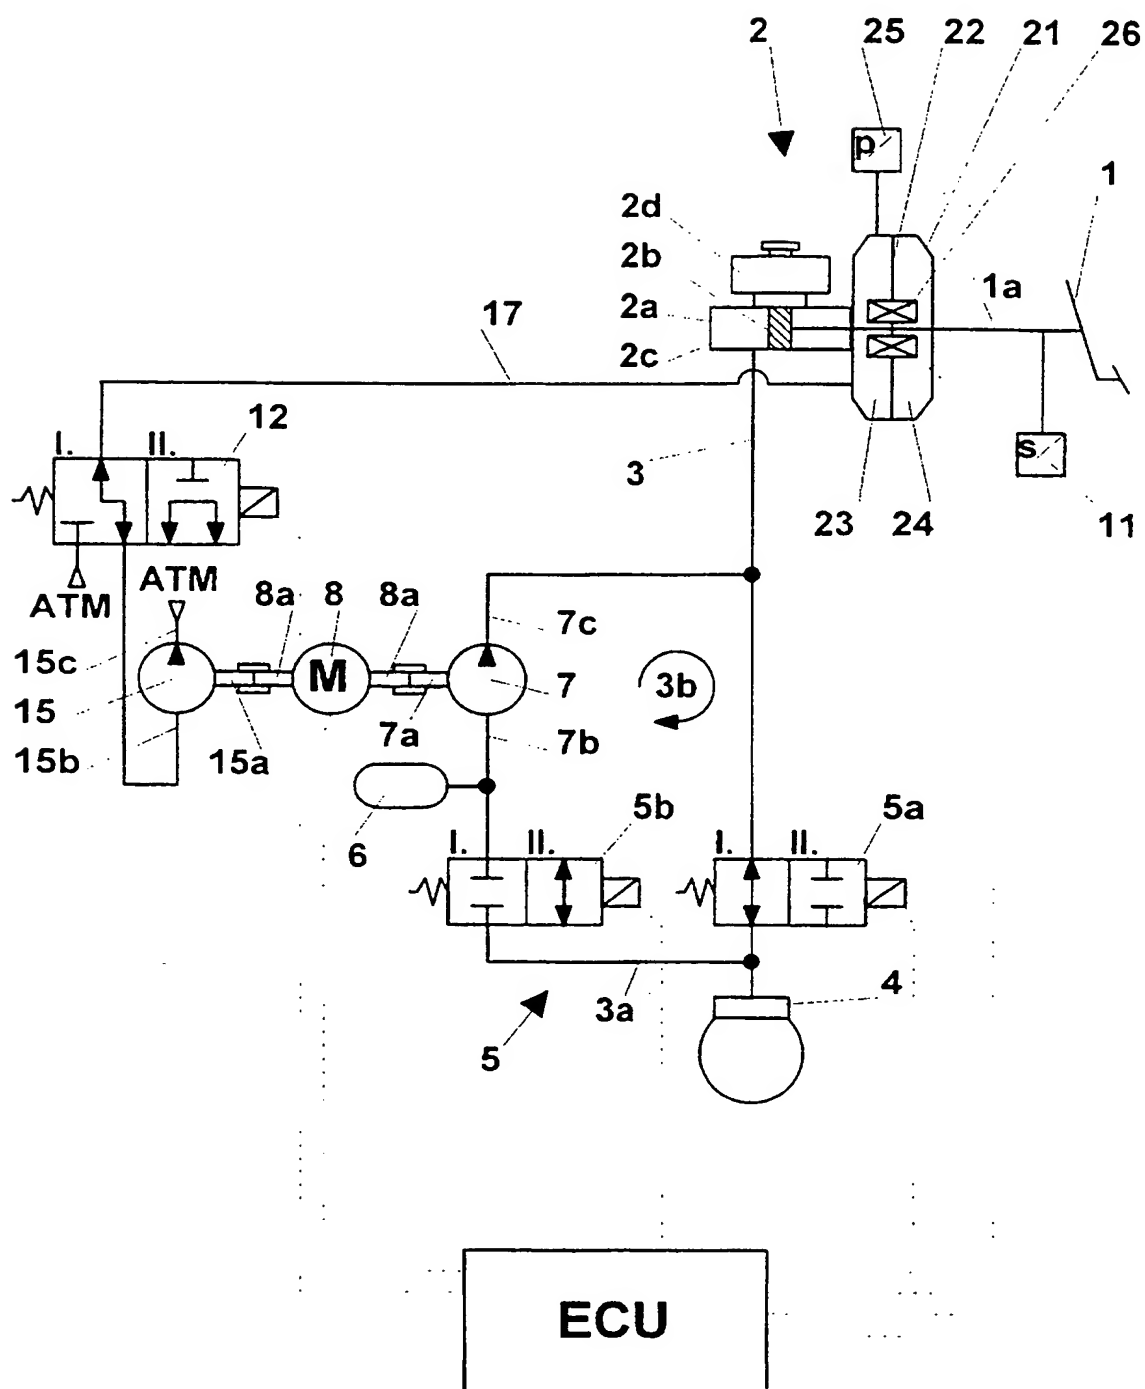 2 25 22 21 26
p
1
2d
2b
2a
2c
1a
17
I. II. 12
3
s
23 24 11
ATM ATM
8a 8 8a
7c
15c
M
7
3b
15
7a
7b
15b
15a
6
5b
5a
I. II. I. II.
4
3a
5
ECU